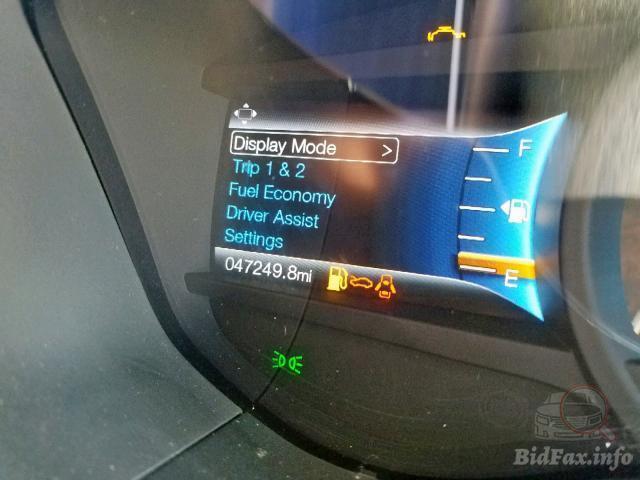 Display Mode >
Trip 1 & 2
Fuel Economy
Driver Assist
Settings
047249.8mi
F
E
BidFax.info